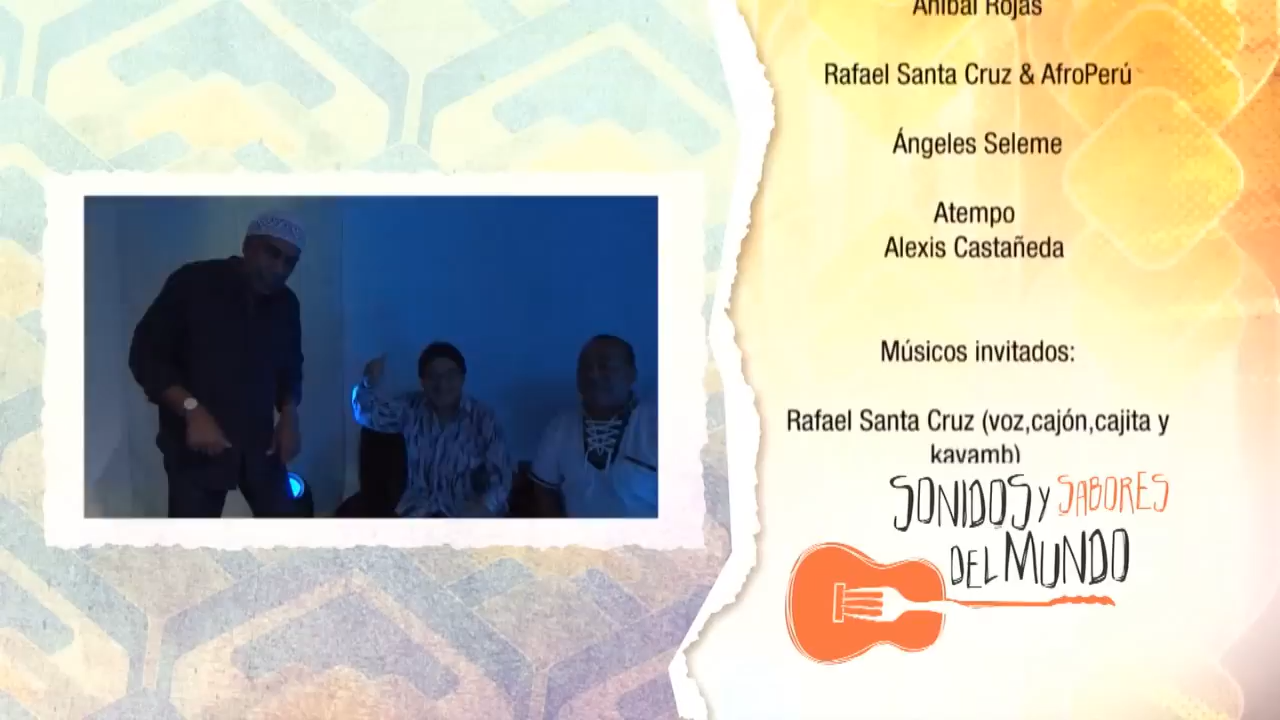 Aníbal Rojas
Rafael Santa Cruz & AfroPerú
Ángeles Seleme
Atempo
Alexis Castañeda
Músicos invitados:
Rafael Santa Cruz (voz,cajón,cajita y
kayamb)
SONIDOS y SABORES
DEL MUNDO